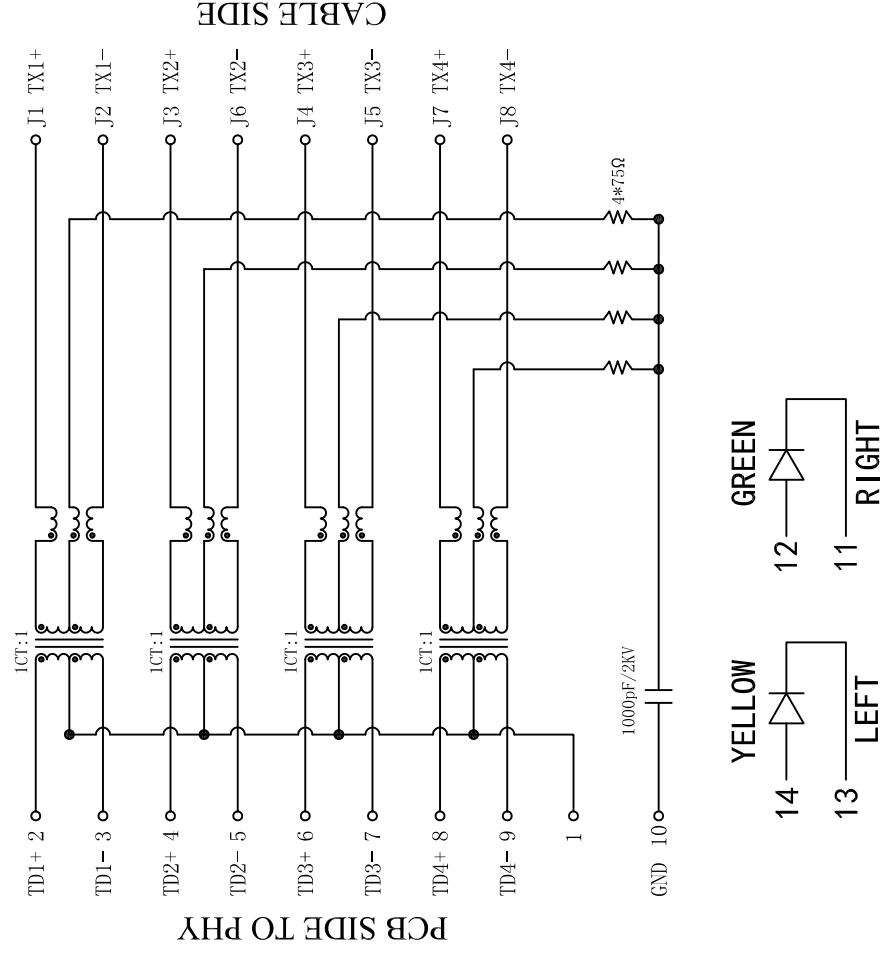 CABLE SIDE
J1 TX1+
J2 TX1-
J3 TX2+
J6 TX2-
J4 TX3+
J5 TX3-
J7 TX4+
J8 TX4-
4*75Ω
1CT:1
1CT:1
1CT:1
1CT:1
1000pF/2KV
TD1+ 2
TD1- 3
TD2+ 4
TD2- 5
TD3+ 6
TD3- 7
TD4+ 8
TD4- 9
1
GND 10
PCB SIDE TO PHY
GREEN
12
11
RIGHT
YELLOW
14
13
LEFT